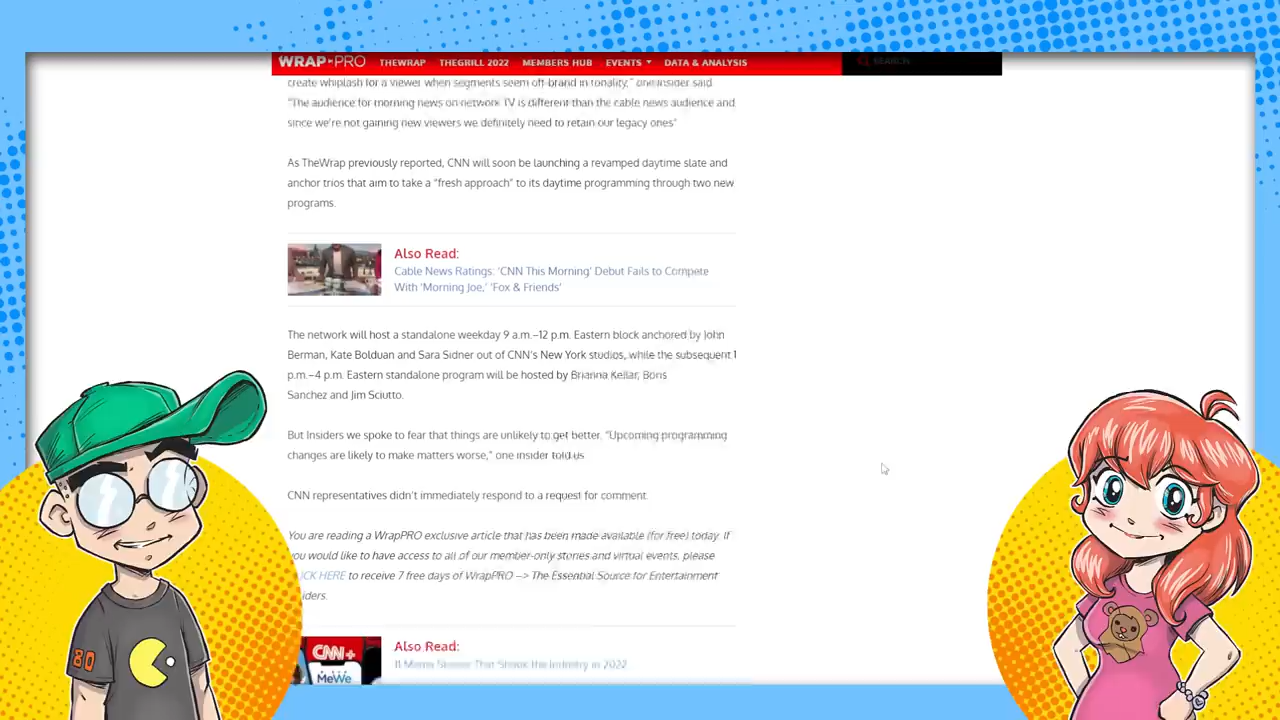 WRAP PRO THEWRAP THEGRILL 2022 MEMBERS HUB EVENTS DATA & ANALYSIS SEARCH
create whiplash for a viewer when segments seem off-brand in tonality," one insider said
"The audience for morning news on network TV is different than the cable news audience and
since we're not gaining new viewers we definitely need to retain our legacy ones"
As TheWrap previously reported, CNN will soon be launching a revamped daytime slate and
anchor trios that aim to take a "fresh approach" to its daytime programming through two new
programs.
Also Read:
Cable News Ratings: 'CNN This Morning' Debut Fails to Compete
With 'Morning Joe,' 'Fox & Friends'
The network will host a standalone weekday 9 a.m.–12 p.m. Eastern block anchored by John
Berman, Kate Bolduan and Sara Sidner out of CNN's New York studios, while the subsequent 1
p.m.–4 p.m. Eastern standalone program will be hosted by Brianna Keilar, Boris
Sanchez and Jim Sciutto.
But Insiders we spoke to fear that things are unlikely to get better. "Upcoming programming
changes are likely to make matters worse," one insider told us
CNN representatives didn't immediately respond to a request for comment.
You are reading a WrapPRO exclusive article that has been made available (for free) today. If
you would like to have access to all of our member-only stories and virtual events, please
CLICK HERE to receive 7 free days of WrapPRO –> The Essential Source for Entertainment
iders.
Also Read:
CNN+
MeWe
That Shook the Industry in 2022
80